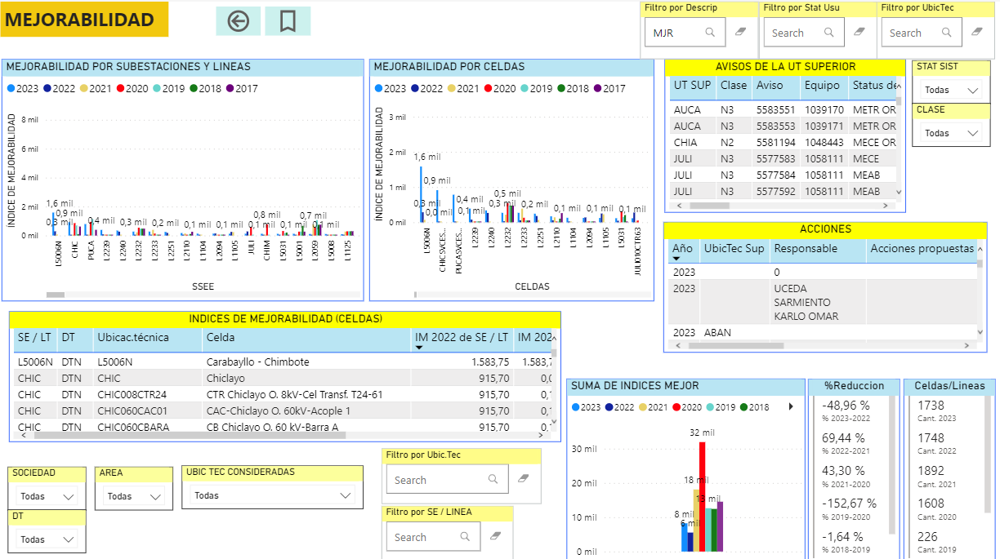 MEJORABILIDAD
Filtro por Descrip
MJR
Filtro por Stat Usu
Search
Filtro por UbicTec
Search
MEJORABILIDAD POR SUBESTACIONES Y LINEAS
2023 2022 2021 2020 2019 2018 2017
ÍNDICE DE MEJORABILIDAD
8 mil
6 mil
4 mil
2 mil
0 mil
1,6 mil
0,9 mil
0,3 mil
0,4 mil
0,3 mil
0,2 mil
0,1 mil
0,1 mil
0,8 mil
0,1 mil
0,1 mil
0,7 mil
0,1 mil
L5006N
CHIC
PUCA
L2239
L2240
L2232
L2233
L2251
L2110
L1104
L2094
L1105
JULI
CHIM
L5031
L5001
L2099
L5008
L1125
SSEE
MEJORABILIDAD POR CELDAS
2023 2022 2021 2020 2019 2018 2017
ÍNDICE DE MEJORABILIDAD
3 mil
2 mil
1 mil
0 mil
1,6 mil
0,9 mil
0,3 mil
0,0 mil
0,4 mil
0,1 mil
0,5 mil
0,3 mil
0,2 mil
0,1 mil
0,1 mil
0,1 mil
0,1 mil
L5006N
CHICSVCES...
PUCASVCES...
L2239
L2240
L2232
L2233
L2251
L2110
L1104
L2094
L1105
L5031
JULI010CTR63
CELDAS
AVISOS DE LA UT SUPERIOR
UT SUP Clase Aviso Equipo Status de
AUCA N3 5583551 1039170 METR OR
AUCA N3 5583553 1039171 METR OR
CHIA N2 5581194 1048443 MECE OR
JULI N3 5577583 1058111 MECE
JULI N3 5577584 1058111 MEAB
JULI N3 5577592 1058111 MEAB
STAT SIST
Todas
CLASE
Todas
ACCIONES
Año UbicTec Sup Responsable Acciones propuestas
2023 0
2023 UCEDA
SARMIENTO
KARLO OMAR
2023 ABAN
INDICES DE MEJORABILIDAD (CELDAS)
SE / LT DT Ubicac.técnica Celda IM 2022 de SE / LT IM 202
L5006N DTN L5006N Carabayllo - Chimbote 1.583,75 1.583,7
CHIC DTN CHIC Chiclayo 915,70 0,0
CHIC DTN CHIC008CTR24 CTR Chiclayo O. 8kV-Cel Transf. T24-61 915,70 0,1
CHIC DTN CHIC060CAC01 CAC-Chiclayo O. 60kV-Acople 1 915,70 0,1
CHIC DTN CHIC060CBARA CB Chiclayo O. 60 kV-Barra A 915,70 0,1
SOCIEDAD
Todas
DT
Todas
AREA
Todas
UBIC TEC CONSIDERADAS
Todas
Filtro por Ubic.Tec
Search
Filtro por SE / LINEA
Search
SUMA DE INDICES MEJOR
2023 2022 2021 2020 2019 2018
30 mil
20 mil
10 mil
0 mil
32 mil
18 mil
13 mil
8 mil
6 mil
%Reduccion
-48,96 %
% 2023-2022
69,44 %
% 2022-2021
43,30 %
% 2021-2020
-152,67 %
% 2019-2020
-1,64 %
% 2018-2019
Celdas/Lineas
1738
Cant. 2023
1748
Cant. 2022
1892
Cant. 2021
1608
Cant. 2020
226
Cant. 2019